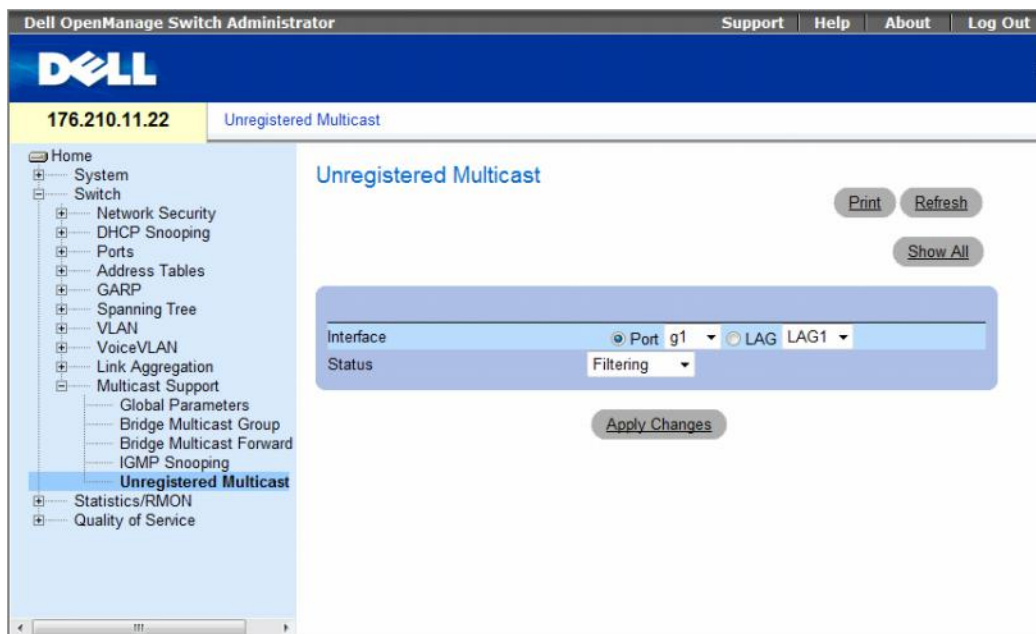 Dell OpenManage Switch Administrator Support Help About Log Out
DELL
176.210.11.22 Unregistered Multicast
Home
System
Switch
Network Security
DHCP Snooping
Ports
Address Tables
GARP
Spanning Tree
VLAN
VoiceVLAN
Link Aggregation
Multicast Support
Global Parameters
Bridge Multicast Group
Bridge Multicast Forward
IGMP Snooping
Unregistered Multicast
Statistics/RMON
Quality of Service
Unregistered Multicast
Print Refresh
Show All
Interface Port g1 LAG LAG1
Status Filtering
Apply Changes